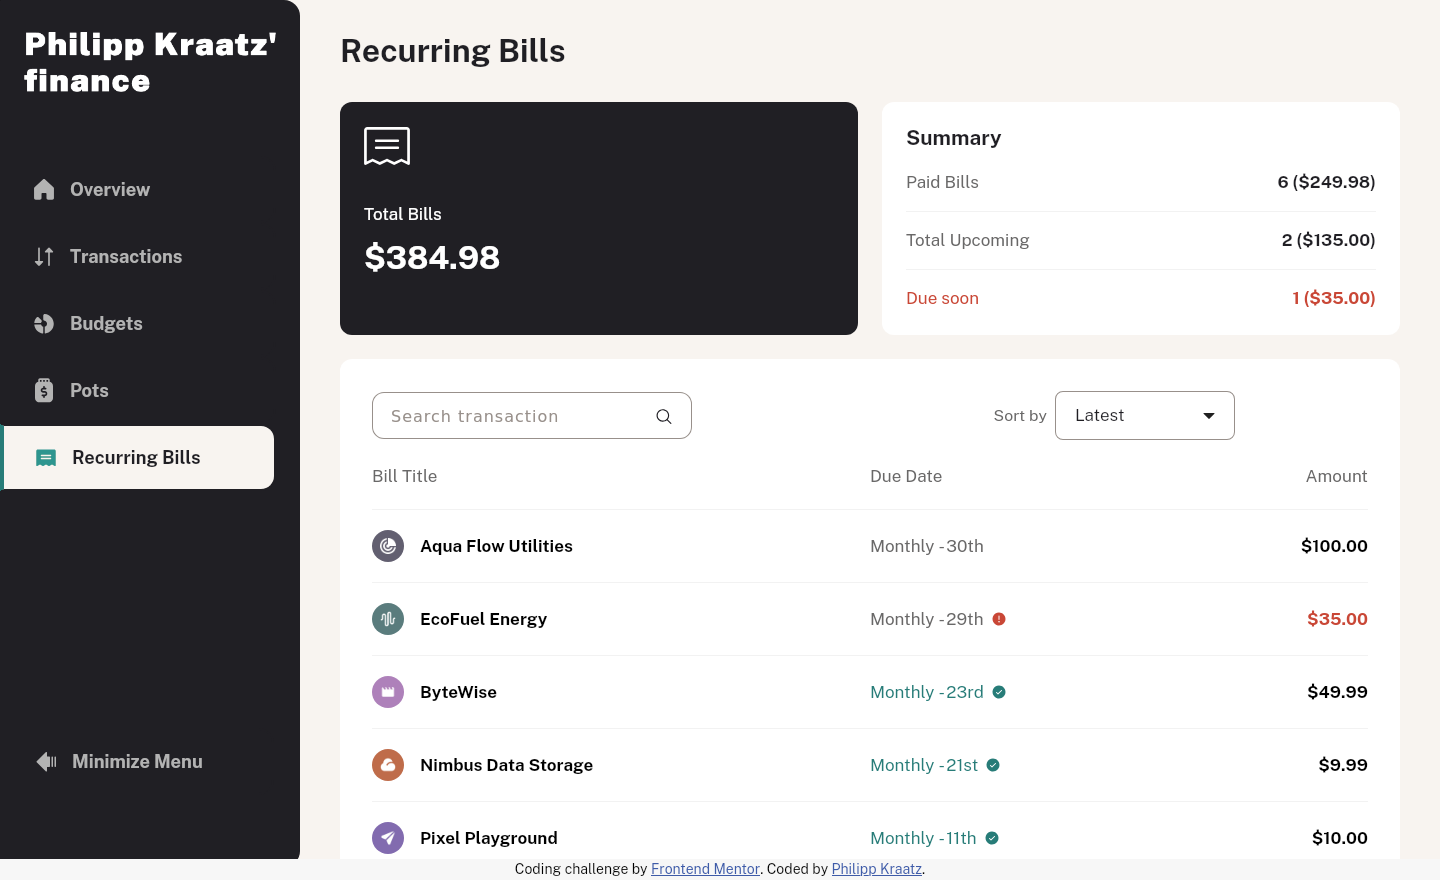 Philipp Kraatz'
finance
Overview
Transactions
Budgets
Pots
Recurring Bills
Minimize Menu
Recurring Bills
Total Bills
$384.98
Summary
Paid Bills 6 ($249.98)
Total Upcoming 2 ($135.00)
Due soon 1 ($35.00)
Search transaction Sort by Latest
Bill Title Due Date Amount
Aqua Flow Utilities Monthly - 30th $100.00
EcoFuel Energy Monthly - 29th $35.00
ByteWise Monthly - 23rd $49.99
Nimbus Data Storage Monthly - 21st $9.99
Pixel Playground Monthly - 11th $10.00
Coding challenge by Frontend Mentor. Coded by Philipp Kraatz.